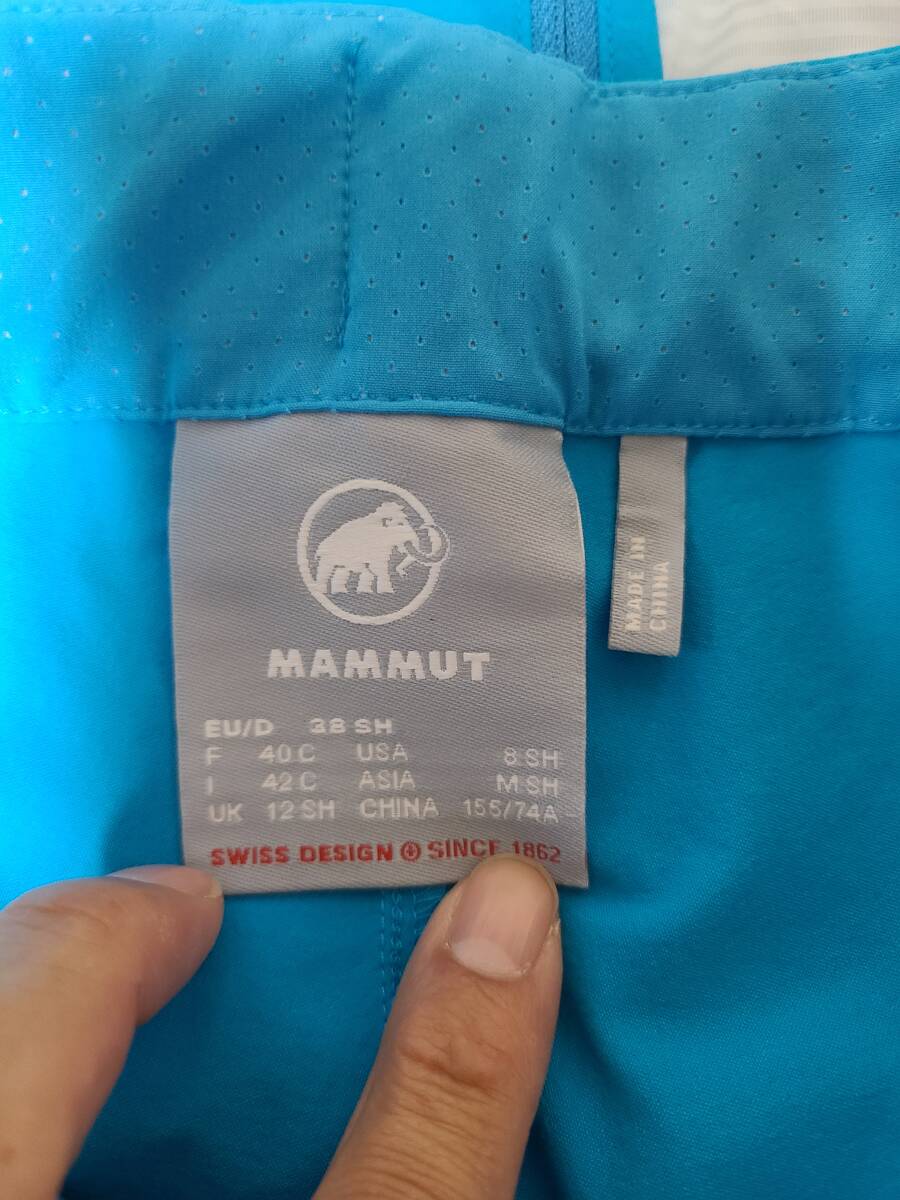 MAMMUT
EU/D 38 SH
F 40 C USA 8 SH
I 42 C ASIA M SH
UK 12 SH CHINA 155/74A
SWISS DESIGN SINCE 1862
MADE IN
CHINA